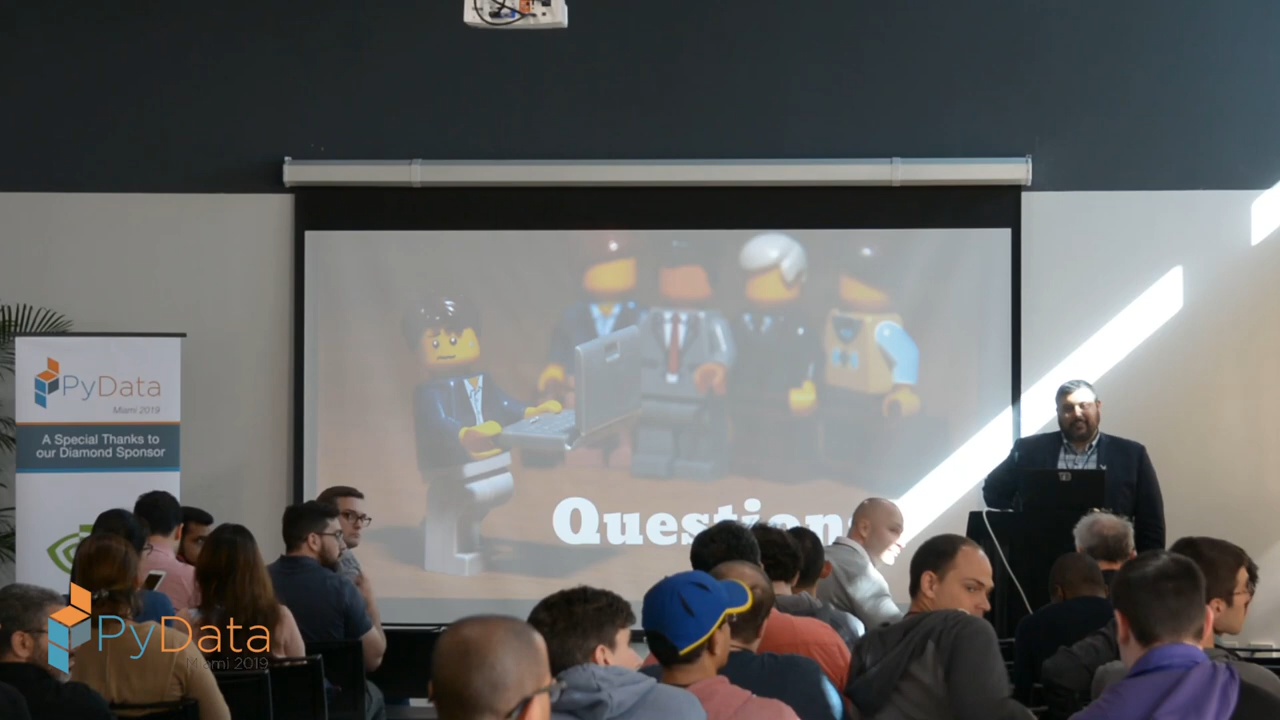 PyData
Miami 2019
A Special Thanks to
our Diamond Sponsor
Question
PyData
Miami 2019